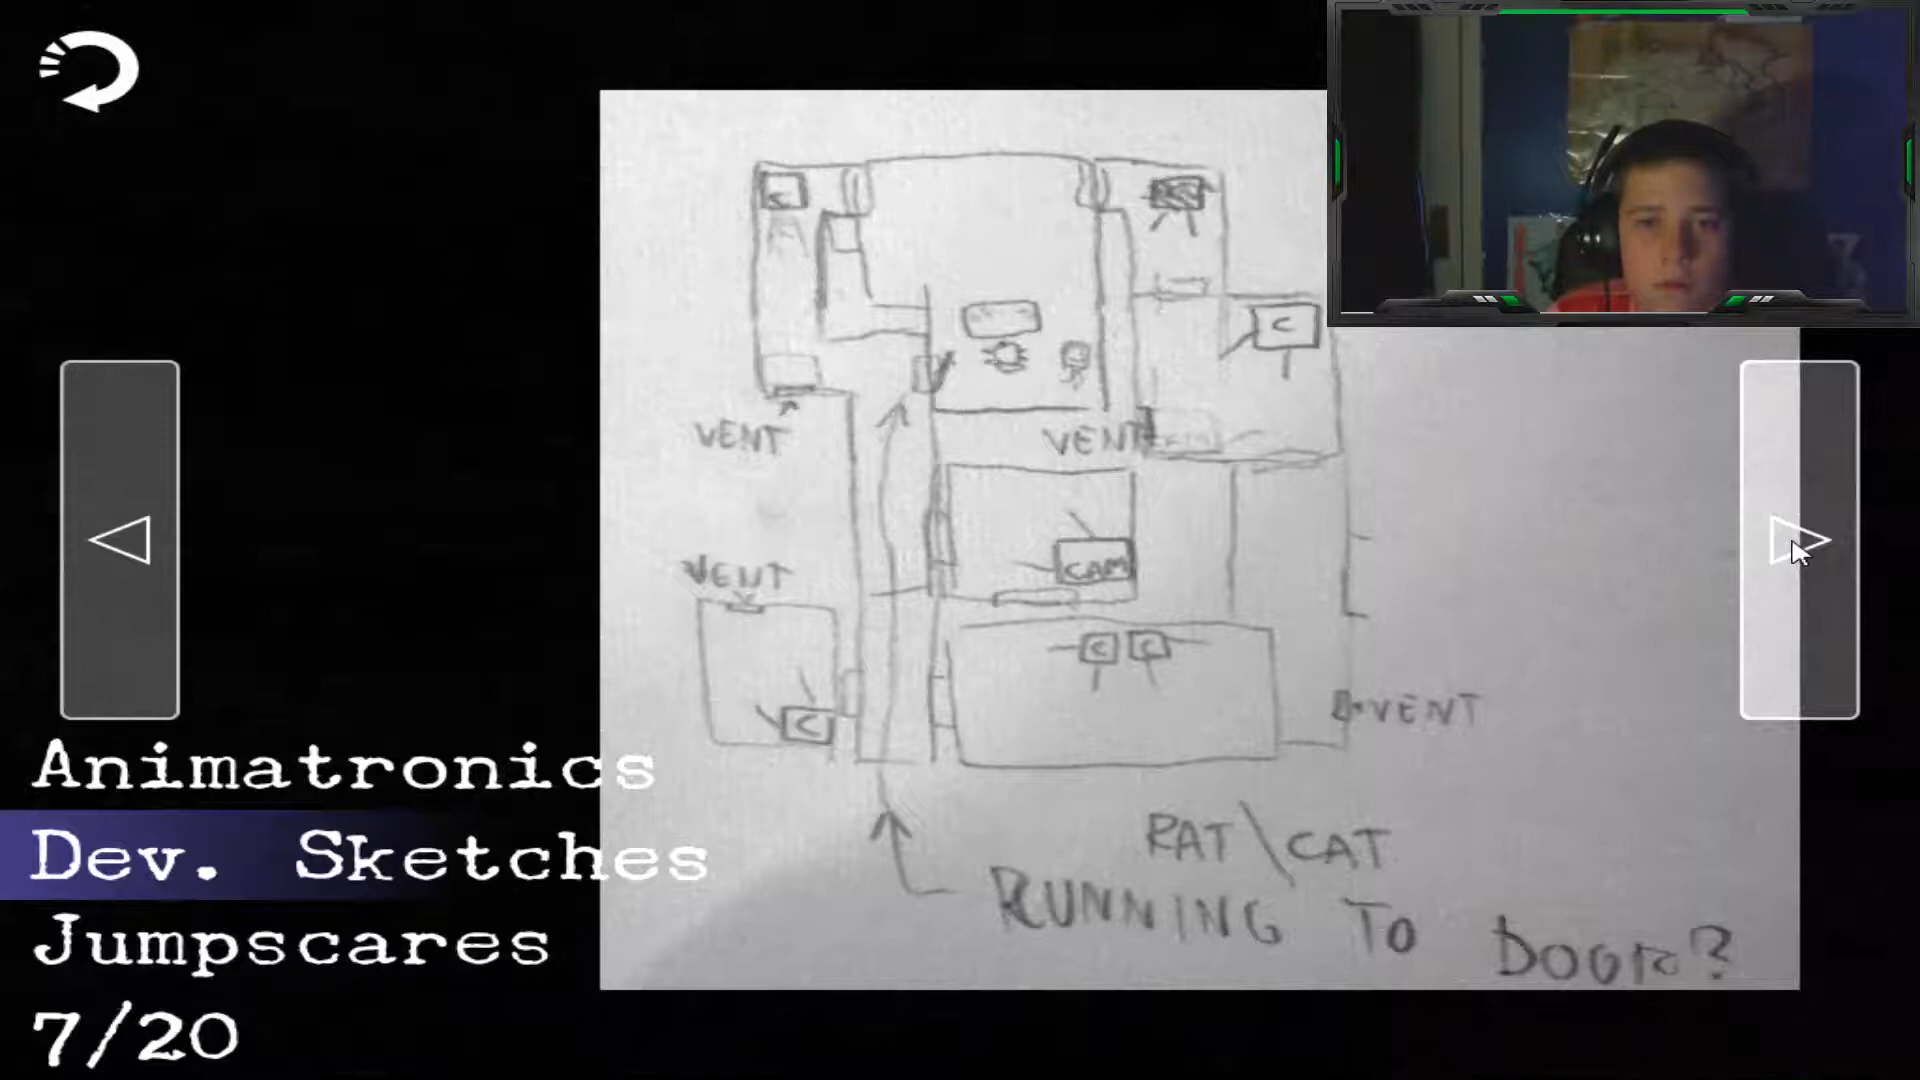 C
C
VENT
VENT
VENT
CAM
C C
C
VENT
RAT\CAT
RUNNING TO DOOR?
Animatronics
Dev. Sketches
Jumpscares
7/20